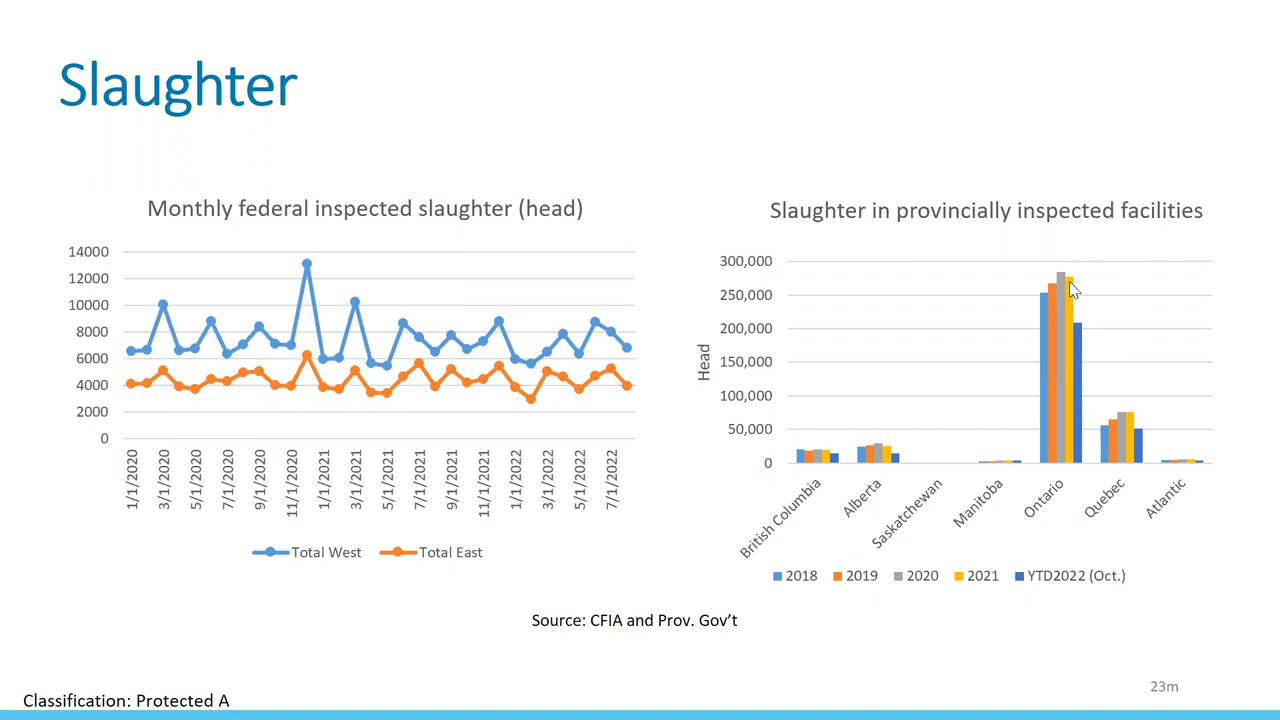 Slaughter
Monthly federal inspected slaughter (head)
14000
12000
10000
8000
6000
4000
2000
0
1/1/2020
3/1/2020
5/1/2020
7/1/2020
9/1/2020
11/1/2020
1/1/2021
3/1/2021
5/1/2021
7/1/2021
9/1/2021
11/1/2021
1/1/2022
3/1/2022
5/1/2022
7/1/2022
Total West
Total East
Slaughter in provincially inspected facilities
Head
300,000
250,000
200,000
150,000
100,000
50,000
0
British Columbia
Alberta
Saskatchewan
Manitoba
Ontario
Quebec
Atlantic
2018
2019
2020
2021
YTD2022 (Oct.)
Source: CFIA and Prov. Gov’t
23m
Classification: Protected A